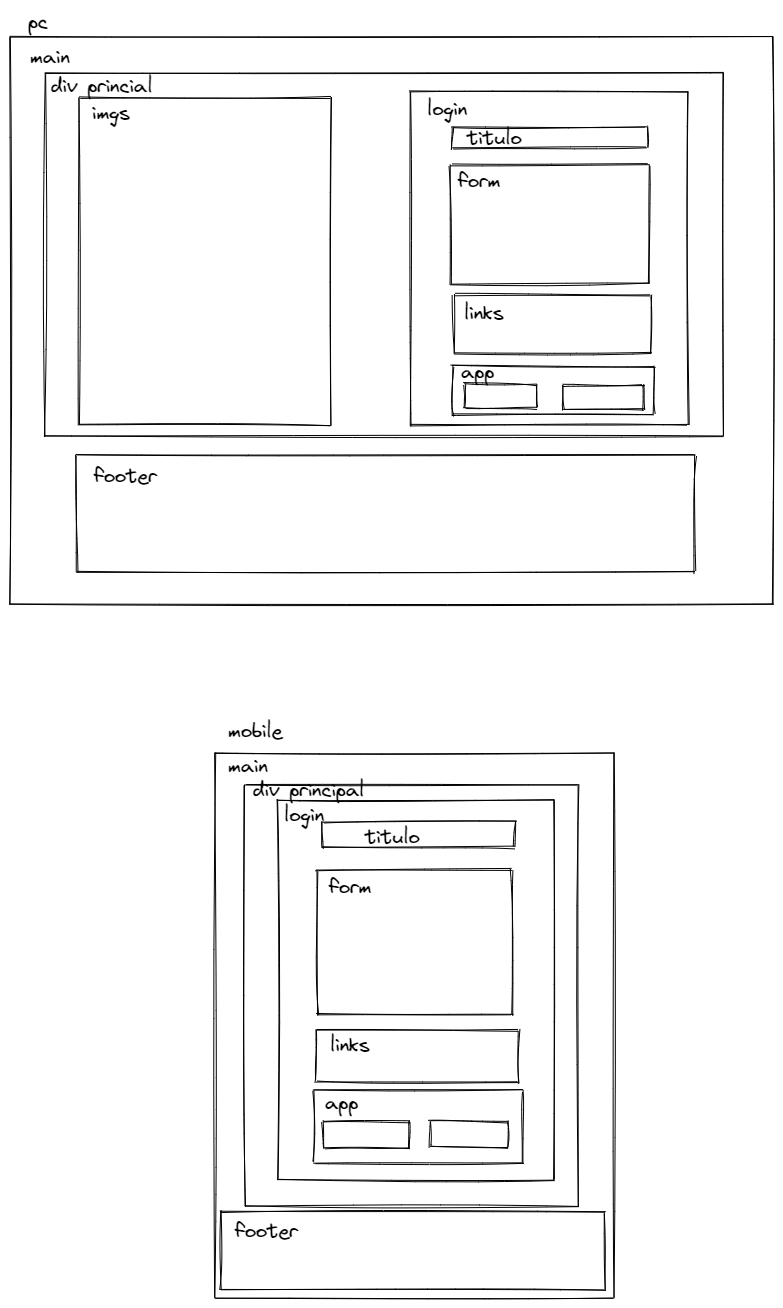 pc
main
div princial
imgs
login
titulo
form
links
app
footer
mobile
main
div principal
login
titulo
form
links
app
footer